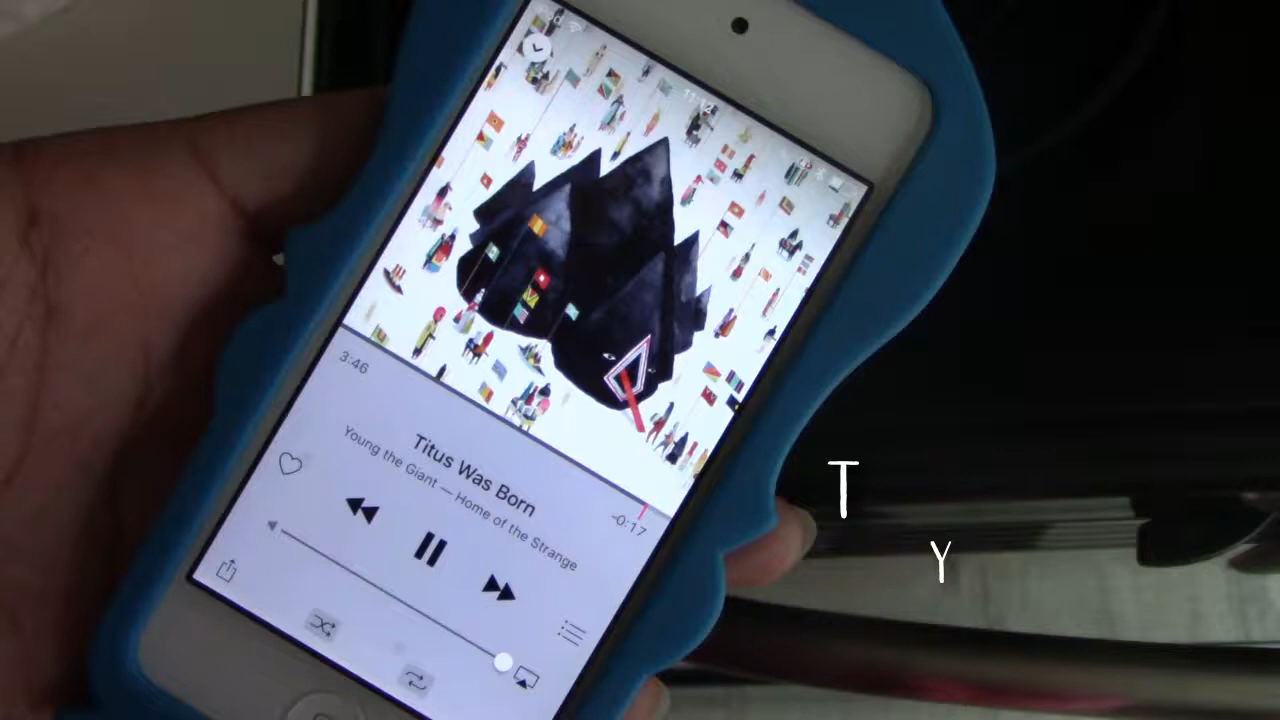 3:46
-0:17
Titus Was Born
Young the Giant — Home of the Strange
T
Y